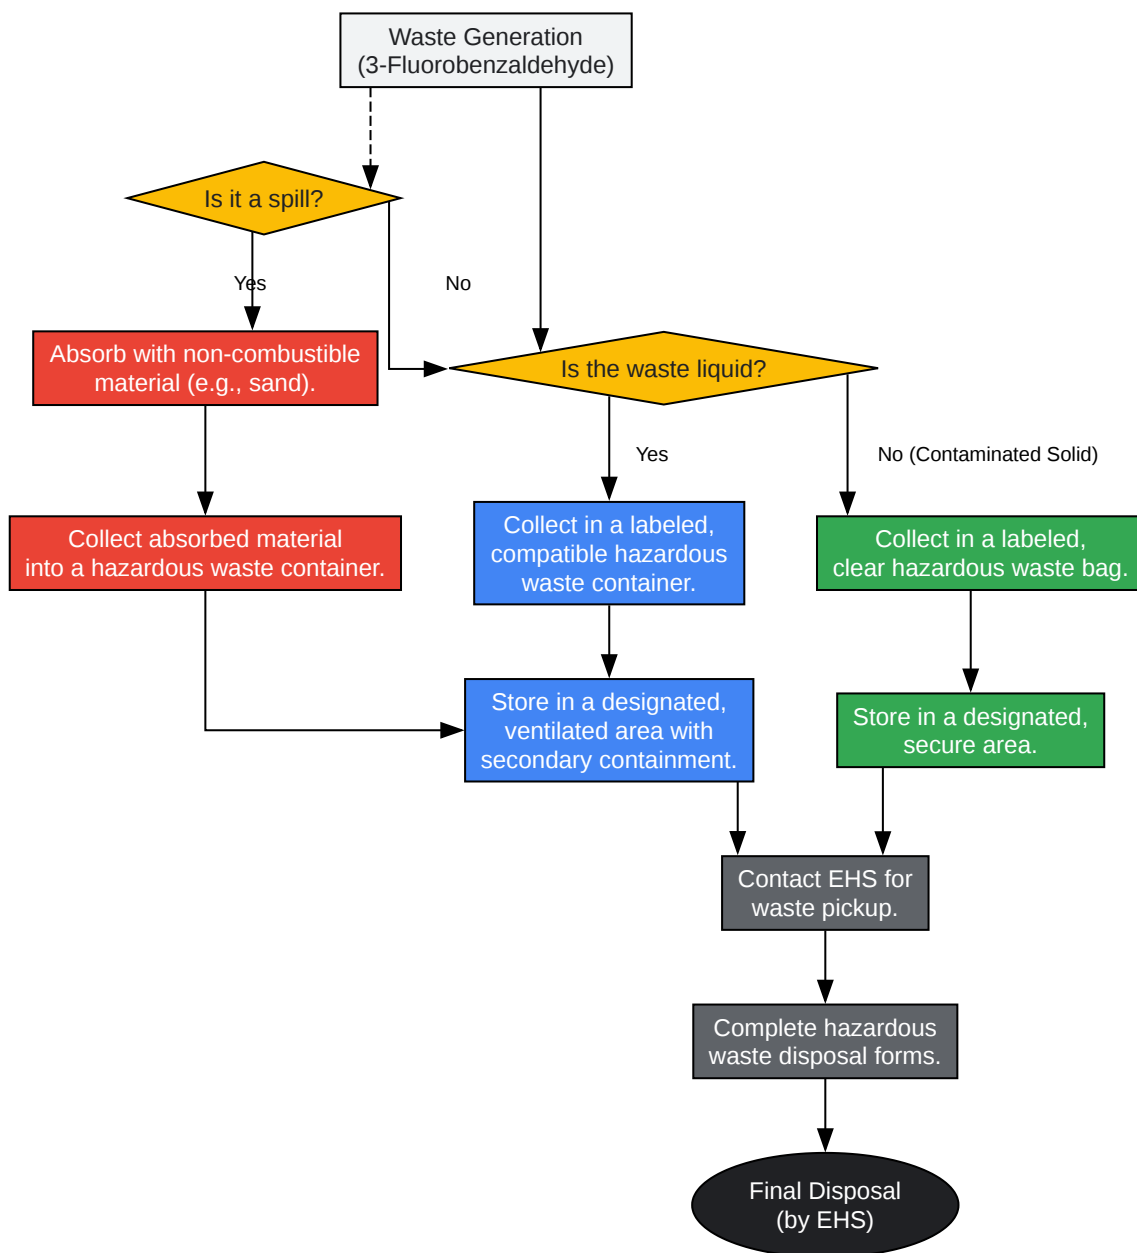 Waste Generation
(3-Fluorobenzaldehyde)
Is it a spill?
Yes
No
Absorb with non-combustible
material (e.g., sand).
Is the waste liquid?
Yes
No (Contaminated Solid)
Collect absorbed material
into a hazardous waste container.
Collect in a labeled,
compatible hazardous
waste container.
Collect in a labeled,
clear hazardous waste bag.
Store in a designated,
ventilated area with
secondary containment.
Store in a designated,
secure area.
Contact EHS for
waste pickup.
Complete hazardous
waste disposal forms.
Final Disposal
(by EHS)